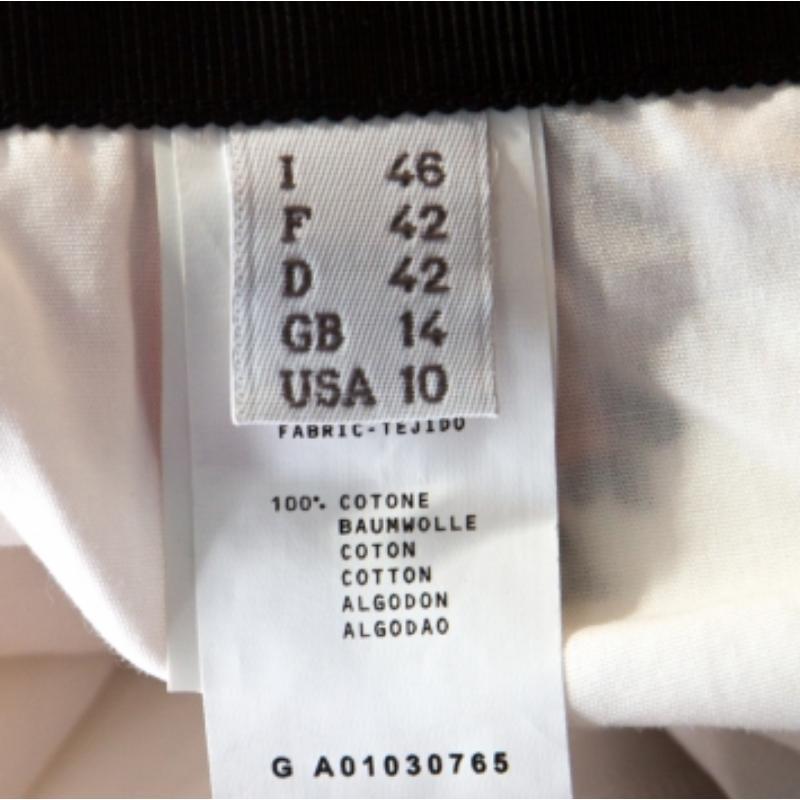 I 46
F 42
D 42
GB 14
USA 10
FABRIC-TEJIDO
100% COTONE
BAUMWOLLE
COTON
COTTON
ALGODON
ALGODAO
G A01030765